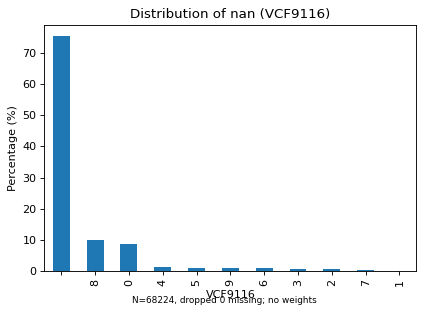 Distribution of nan (VCF9116)
Percentage (%)
70
60
50
40
30
20
10
0
8 0 4 5 9 6 3 2 7 1
VCF9116
N=68224, dropped 0 missing; no weights